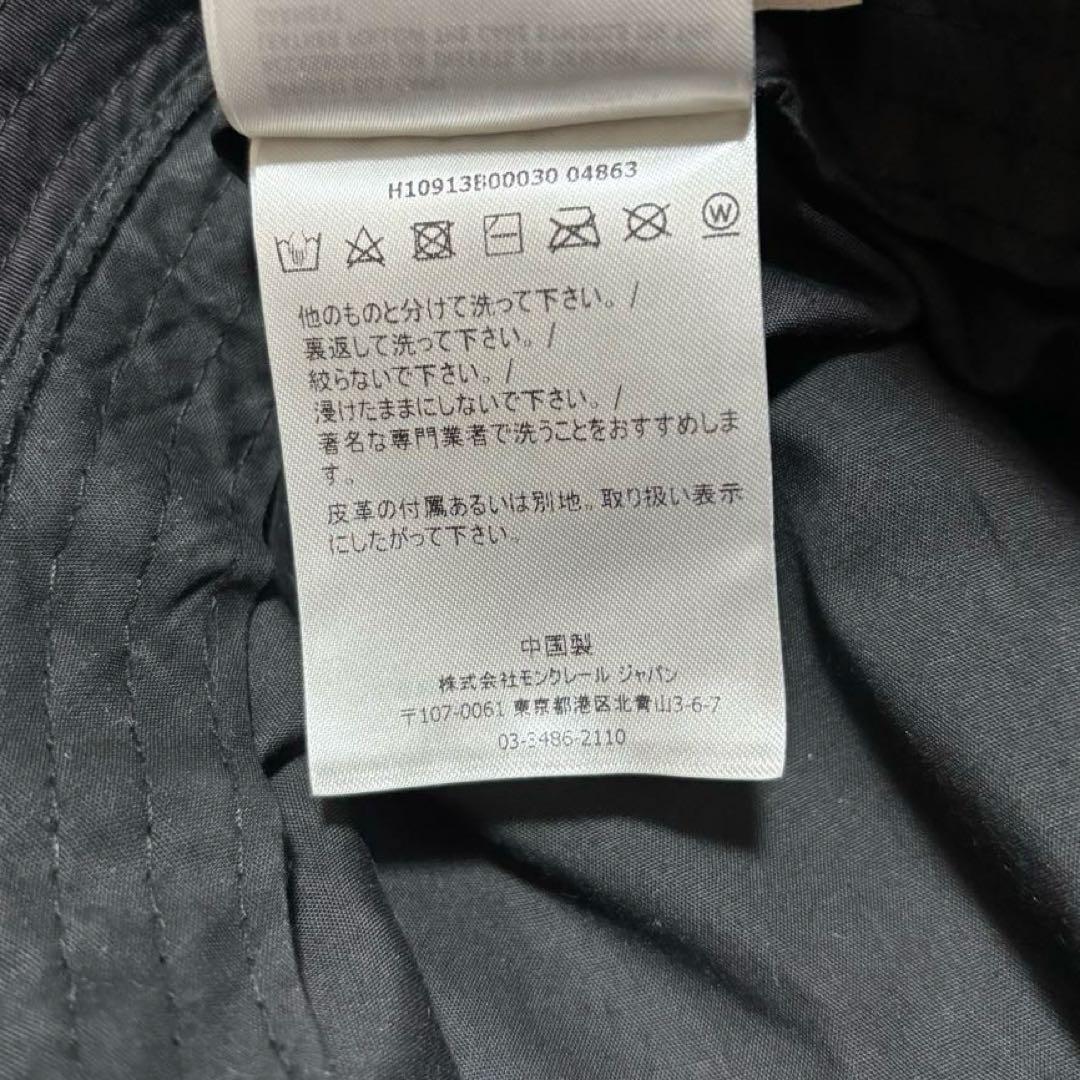 H10913B00030 04863
W
他のものと分けて洗って下さい。/
裏返して洗って下さい。/
絞らないで下さい。/
浸けたままにしないで下さい。/
著名な専門業者で洗うことをおすすめしま
す。
皮革の付属あるいは別地。取り扱い表示
にしたがって下さい。
中国製
株式会社モンクレール ジャパン
〒107-0061 東京都港区北青山3-6-7
03-3486-2110